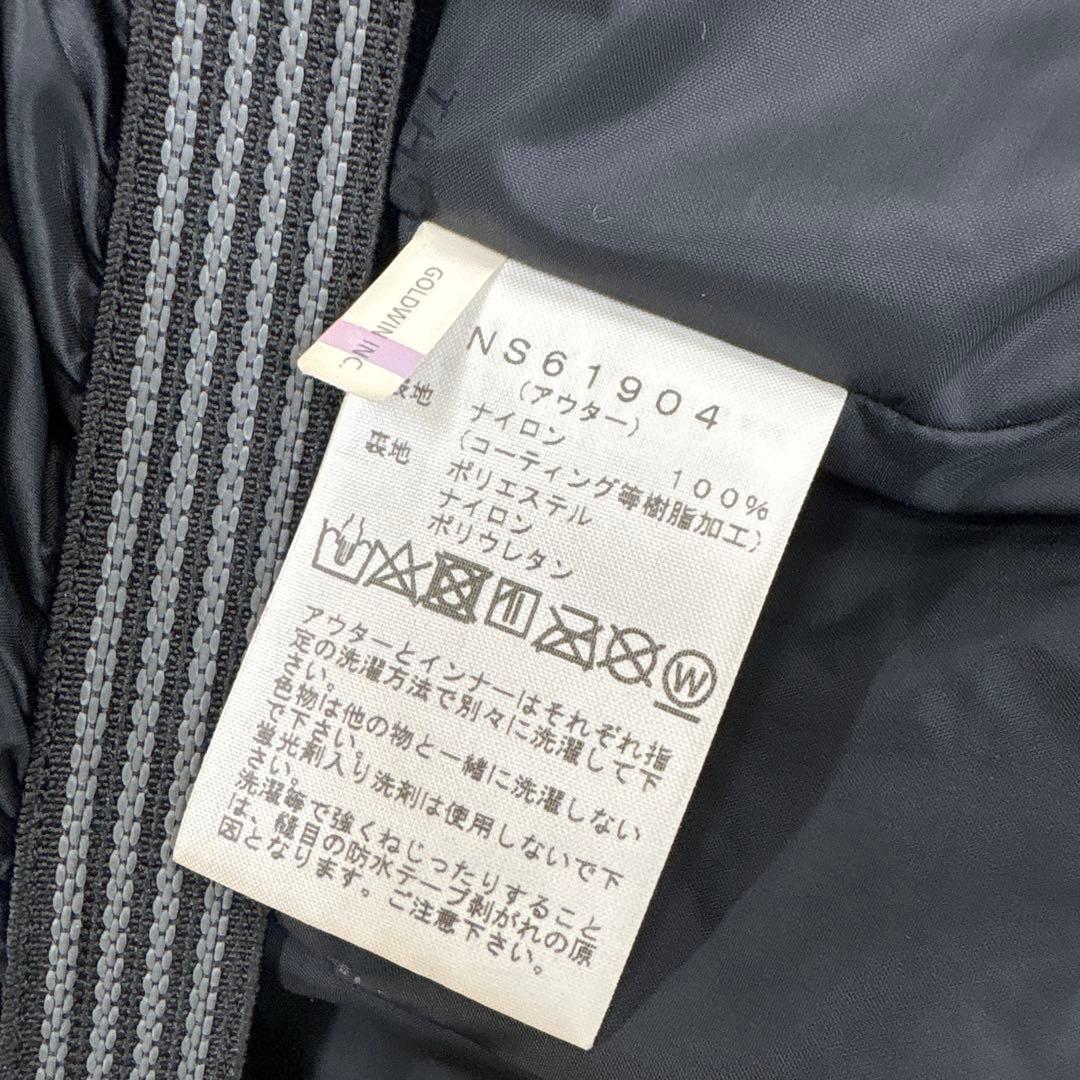 TH
GOLDWIN INC.
NS61904
(アウター)
表地 ナイロン 100%
(コーティング等樹脂加工)
裏地 ポリエステル
ナイロン
ポリウレタン
W
アウターとインナーはそれぞれ指
定の洗濯方法で別々に洗濯して下
さい。
色物は他の物と一緒に洗濯しない
で下さい。
蛍光剤入り洗剤は使用しないで下
さい。
洗濯等で強くねじったりすること
は、縫目の防水テープ剥がれの原
因となります。ご注意下さい。